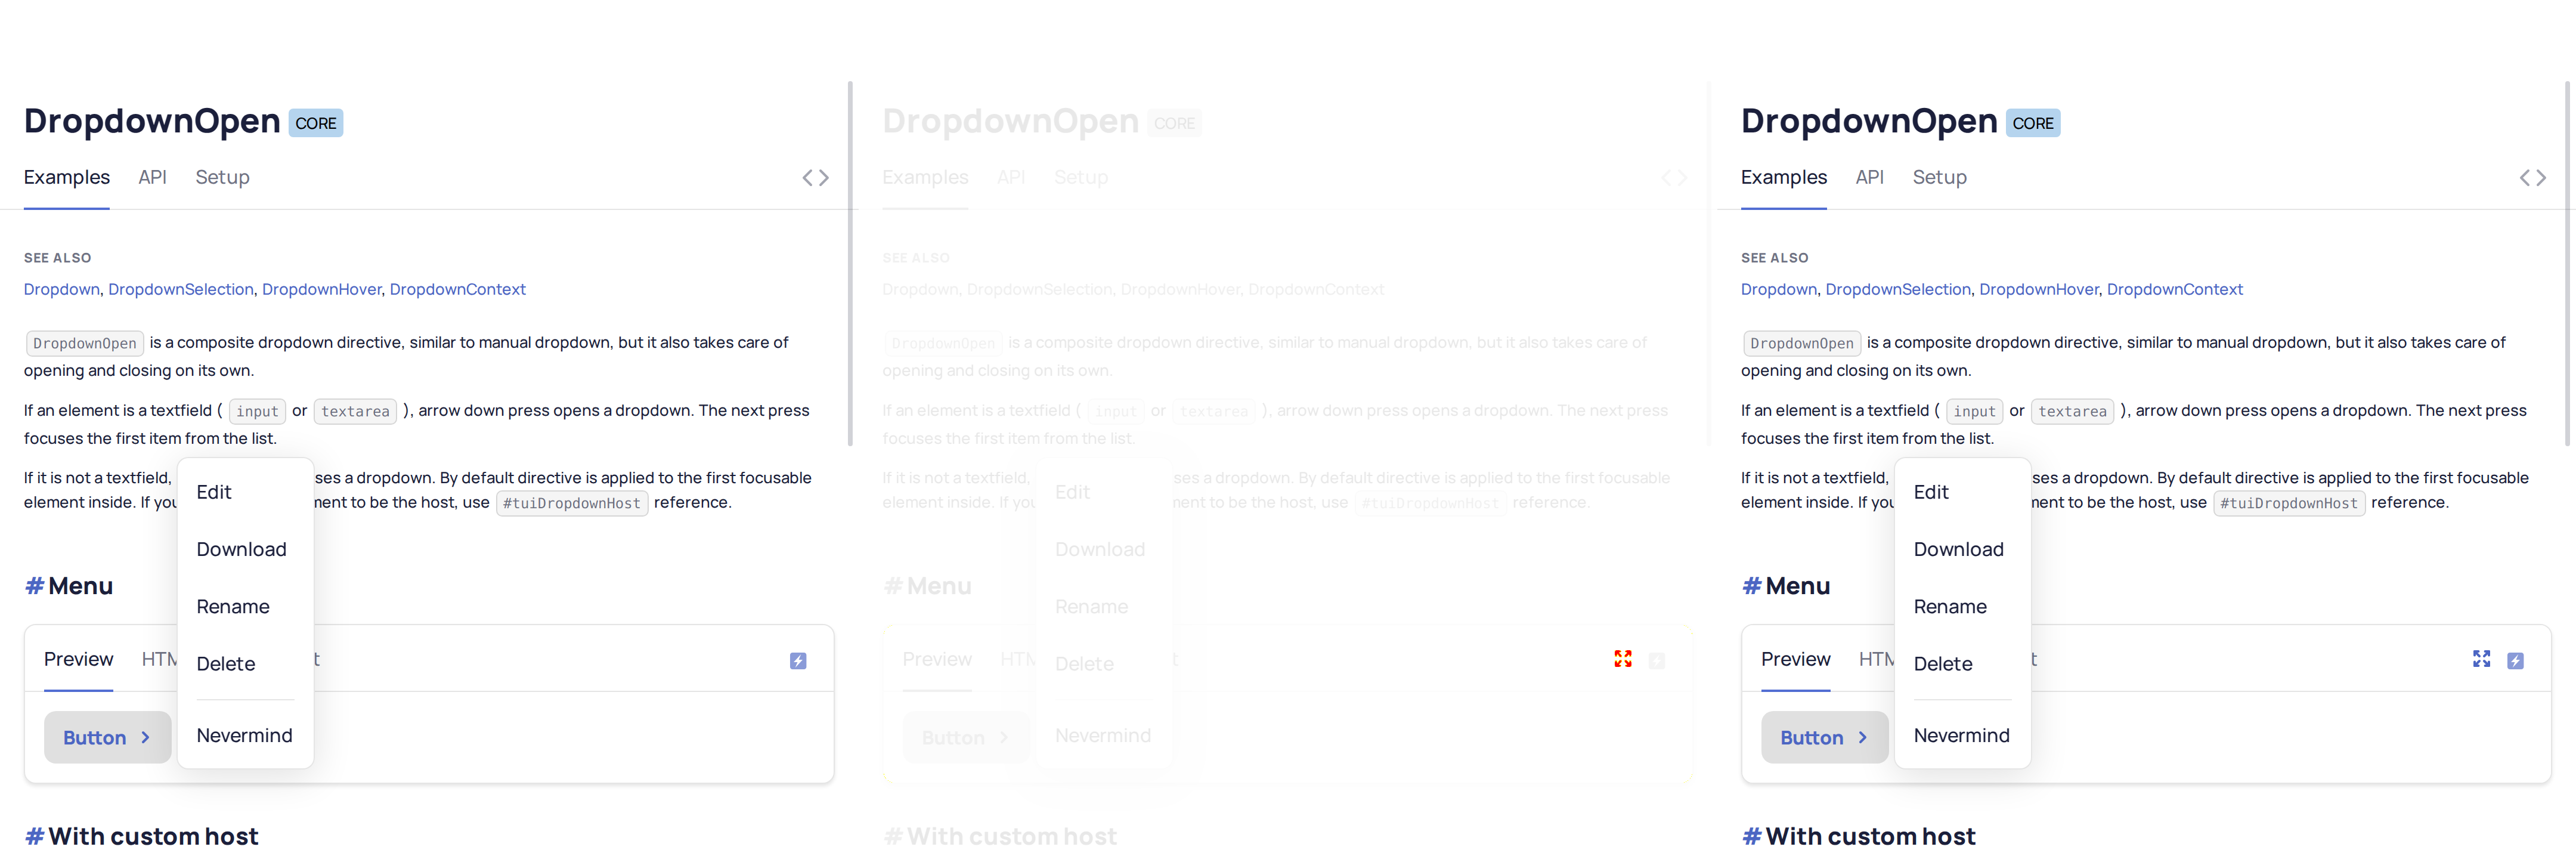 DropdownOpen CORE
Examples API Setup
SEE ALSO
Dropdown, DropdownSelection, DropdownHover, DropdownContext
DropdownOpen is a composite dropdown directive, similar to manual dropdown, but it also takes care of
opening and closing on its own.
If an element is a textfield ( input or textarea ), arrow down press opens a dropdown. The next press
focuses the first item from the list.
If it is not a textfield, ses a dropdown. By default directive is applied to the first focusable
element inside. If you ment to be the host, use #tuiDropdownHost reference.
Edit
Download
Rename
Delete
Nevermind
# Menu
Preview HTM t
Button
# With custom host
DropdownOpen CORE
Examples API Setup
SEE ALSO
Dropdown, DropdownSelection, DropdownHover, DropdownContext
DropdownOpen is a composite dropdown directive, similar to manual dropdown, but it also takes care of
opening and closing on its own.
If an element is a textfield ( input or textarea ), arrow down press opens a dropdown. The next press
focuses the first item from the list.
If it is not a textfield, ses a dropdown. By default directive is applied to the first focusable
element inside. If you ment to be the host, use #tuiDropdownHost reference.
Edit
Download
Rename
Delete
Nevermind
# Menu
Preview HTM t
Button
# With custom host
DropdownOpen CORE
Examples API Setup
SEE ALSO
Dropdown, DropdownSelection, DropdownHover, DropdownContext
DropdownOpen is a composite dropdown directive, similar to manual dropdown, but it also takes care of
opening and closing on its own.
If an element is a textfield ( input or textarea ), arrow down press opens a dropdown. The next press
focuses the first item from the list.
If it is not a textfield, ses a dropdown. By default directive is applied to the first focusable
element inside. If you ment to be the host, use #tuiDropdownHost reference.
Edit
Download
Rename
Delete
Nevermind
# Menu
Preview HTM t
Button
# With custom host